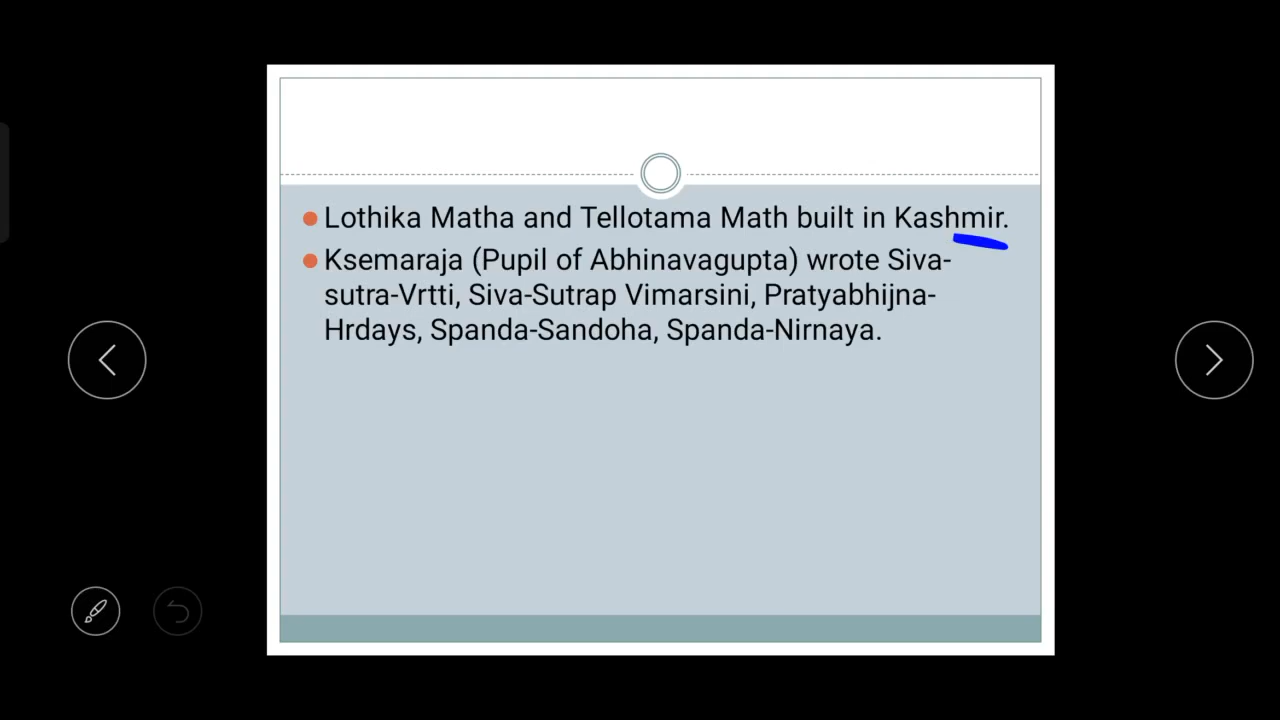 Lothika Matha and Tellotama Math built in Kashmir.
Ksemaraja (Pupil of Abhinavagupta) wrote Siva-
sutra-Vrtti, Siva-Sutrap Vimarsini, Pratyabhijna-
Hrdays, Spanda-Sandoha, Spanda-Nirnaya.